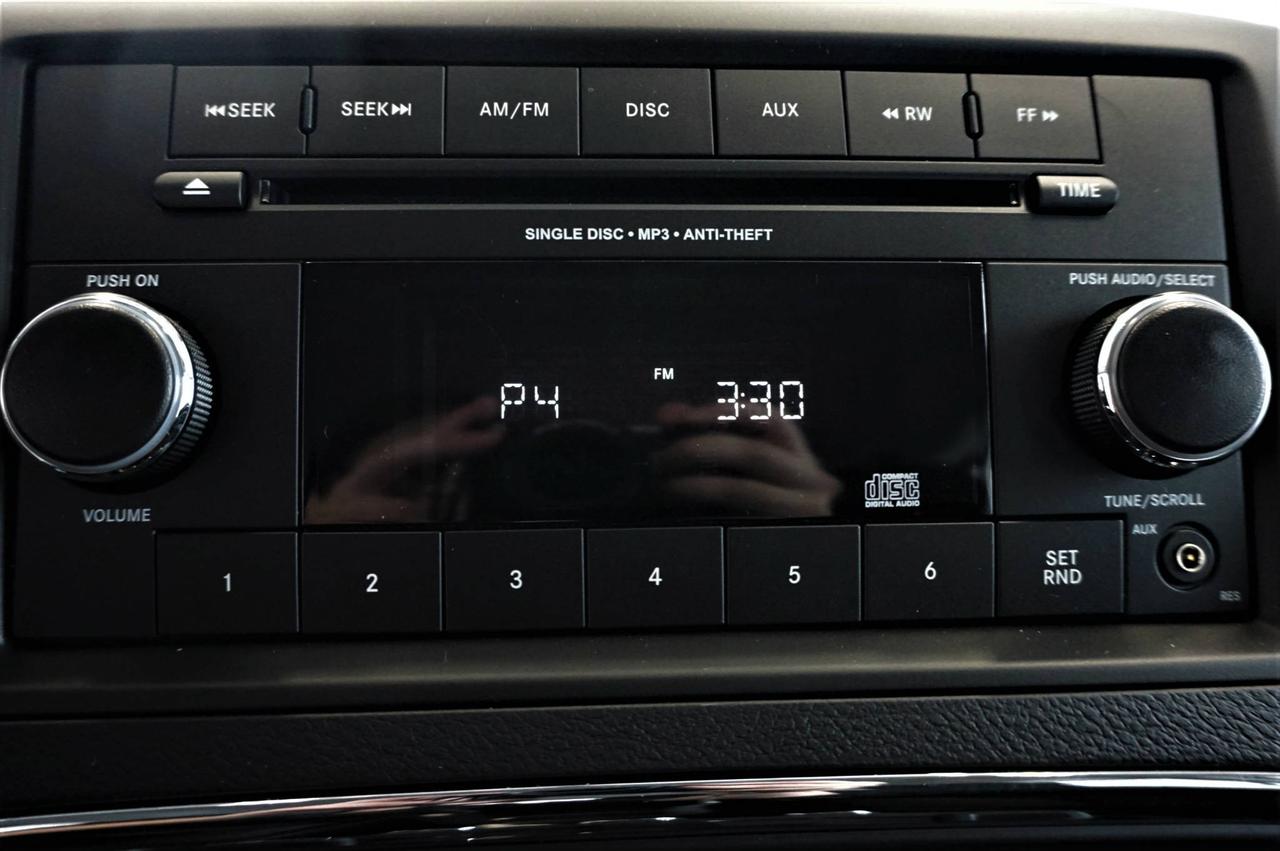 SEEK SEEK AM/FM DISC AUX RW FF
TIME
SINGLE DISC • MP3 • ANTI-THEFT
PUSH ON
PUSH AUDIO/SELECT
FM
P4 3:30
COMPACT
disc
DIGITAL AUDIO
VOLUME
TUNE/SCROLL
AUX
1 2 3 4 5 6 SET
RND
RES